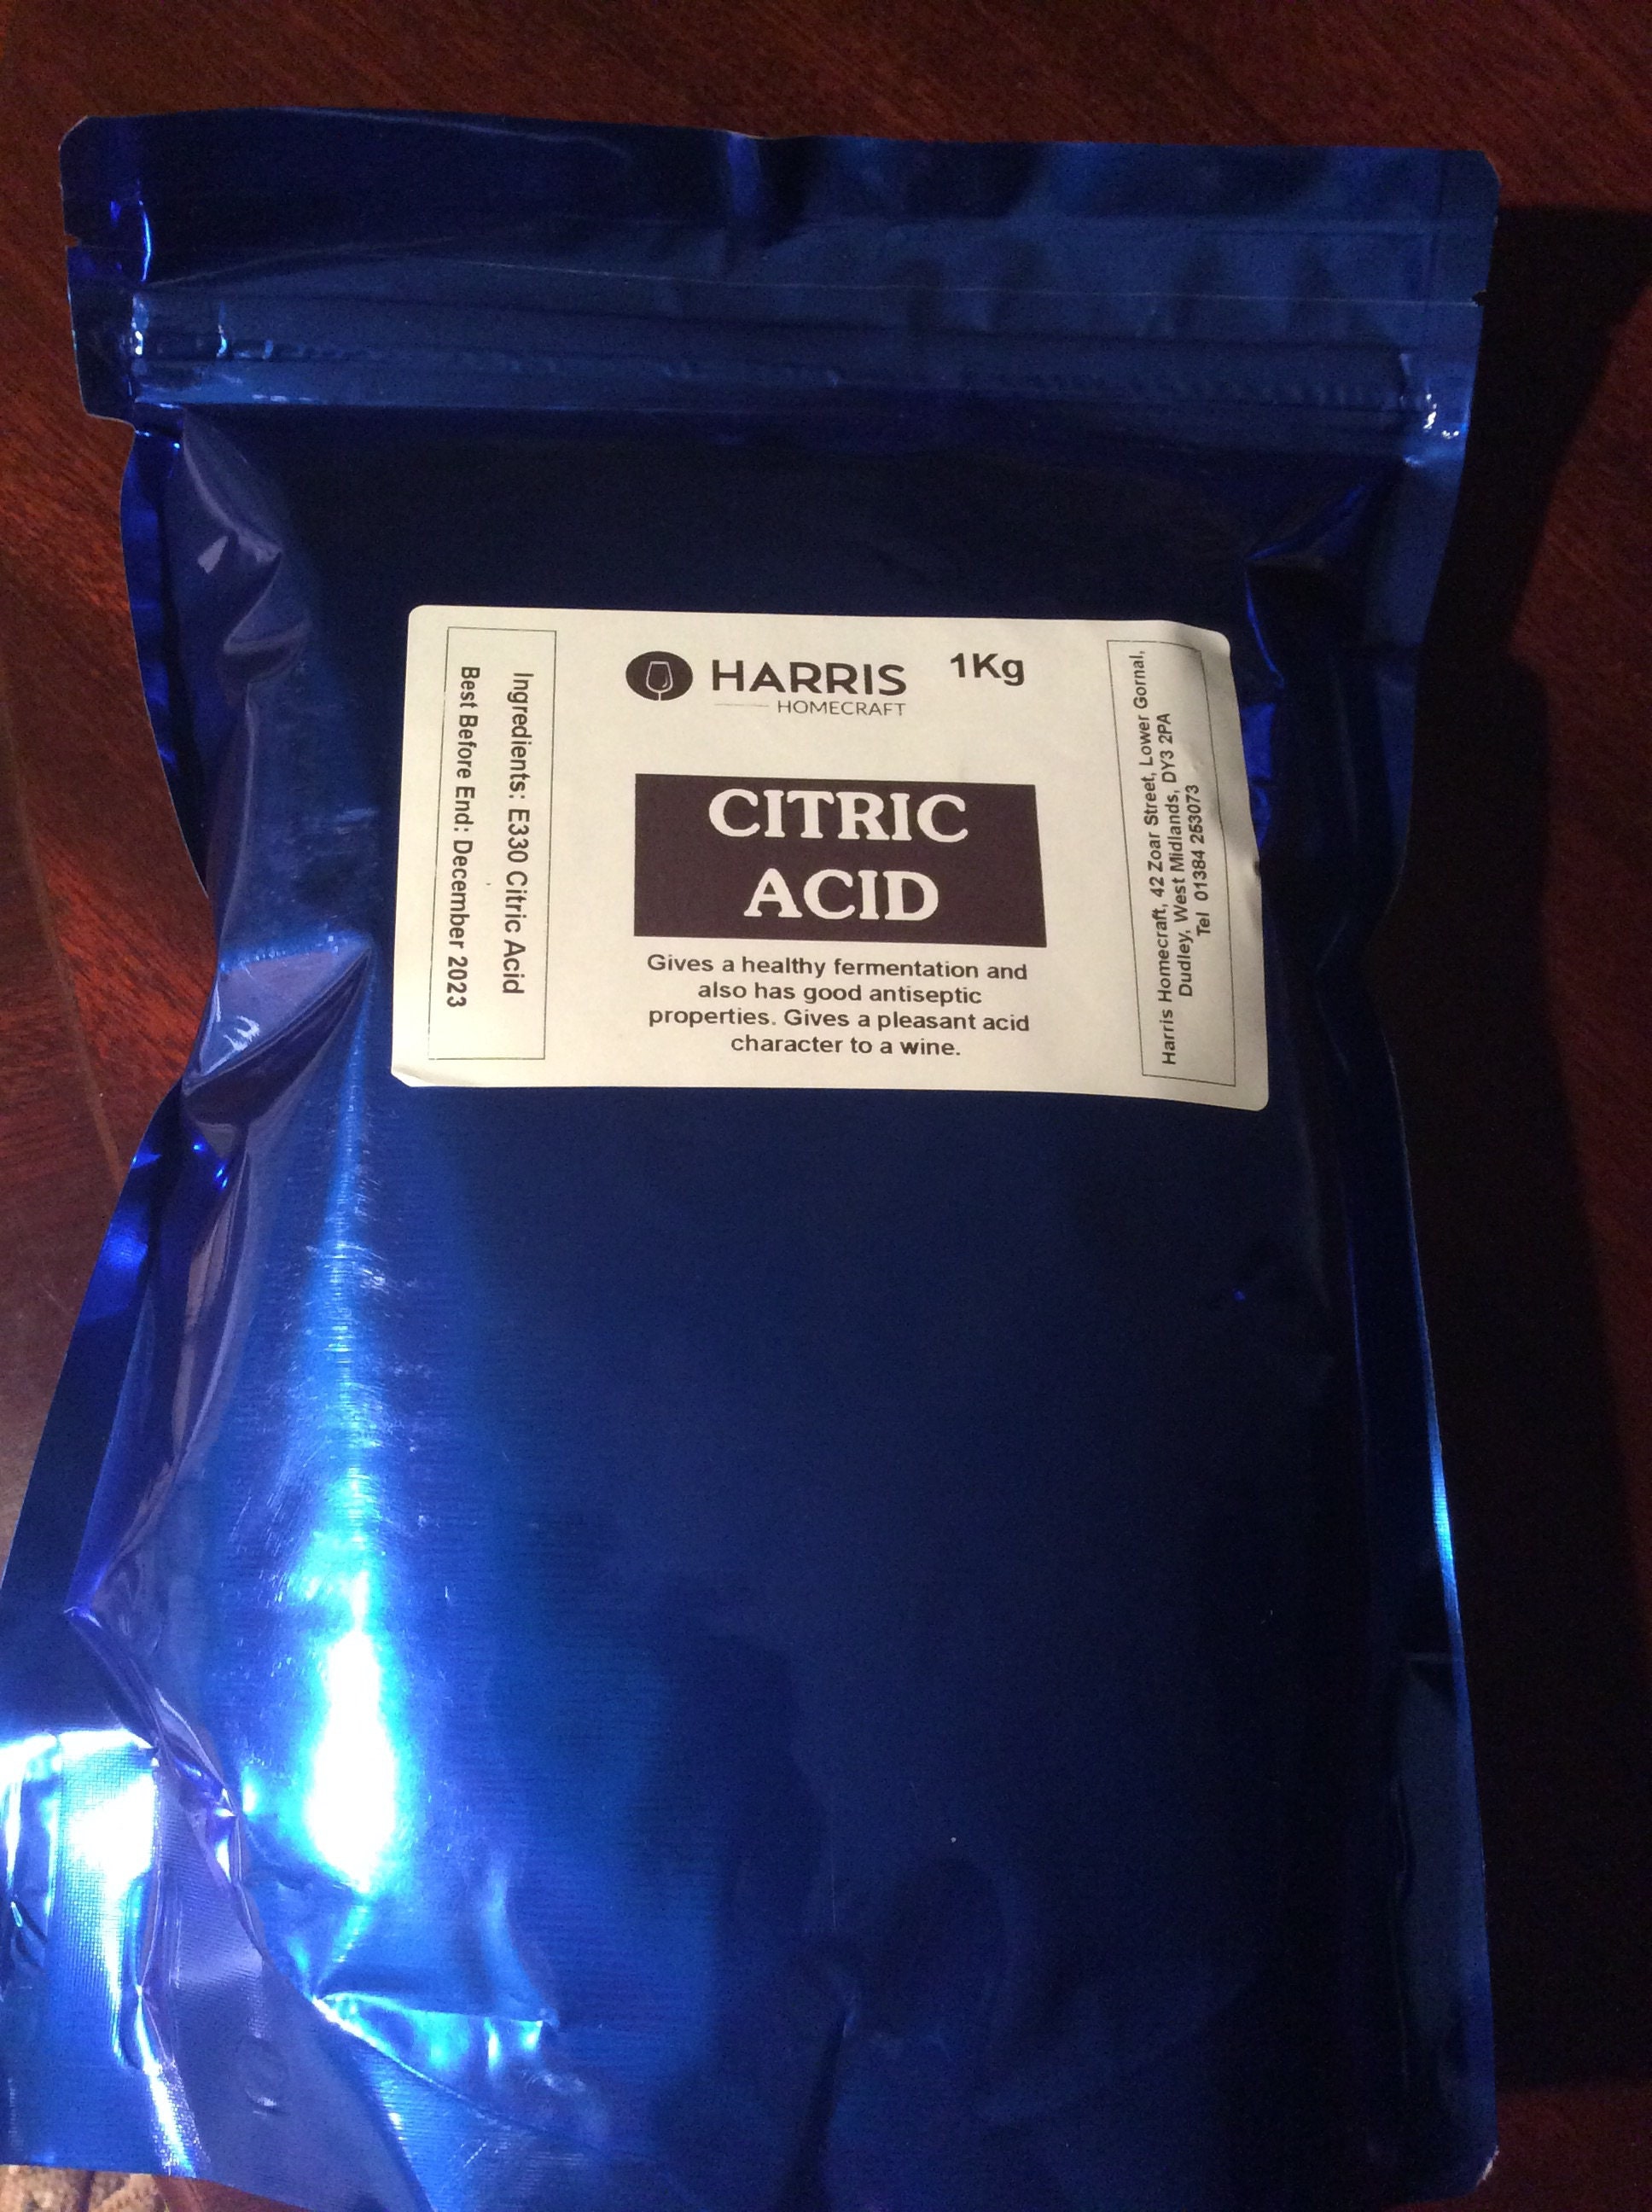 HARRIS
HOMECRAFT
1Kg
CITRIC
ACID
Gives a healthy fermentation and
also has good antiseptic
properties. Gives a pleasant acid
character to a wine.
Ingredients: E330 Citric Acid
Best Before End: December 2023
Harris Homecraft, 42 Zoar Street, Lower Gornal,
Dudley, West Midlands, DY3 2PA
Tel 01384 253073